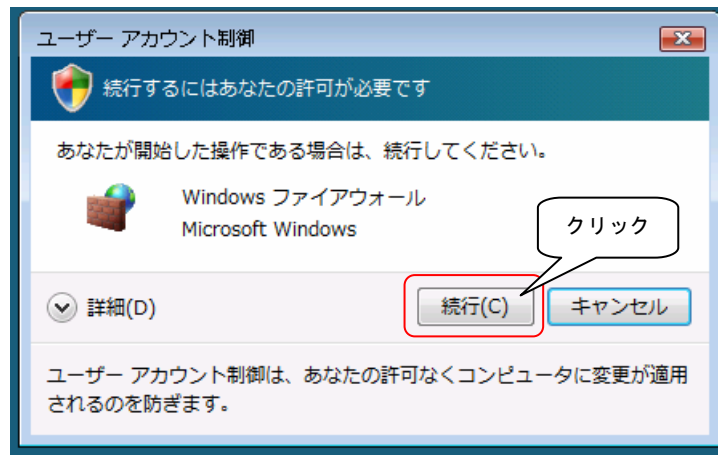 ユーザー アカウント制御
続行するにはあなたの許可が必要です
あなたが開始した操作である場合は、続行してください。
Windows ファイアウォール
Microsoft Windows
クリック
詳細(D)
続行(C)
キャンセル
ユーザー アカウント制御は、あなたの許可なくコンピュータに変更が適用
されるのを防ぎます。